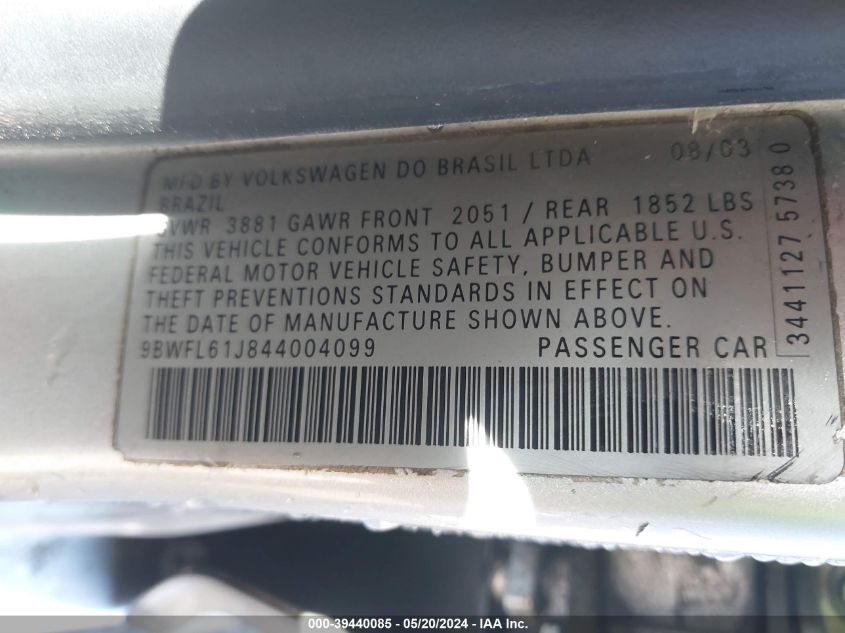 MFD BY VOLKSWAGEN DO BRASIL LTDA 08/03
BRAZIL
GVWR 3881 GAWR FRONT 2051 / REAR 1852 LBS
THIS VEHICLE CONFORMS TO ALL APPLICABLE U.S.
FEDERAL MOTOR VEHICLE SAFETY, BUMPER AND
THEFT PREVENTIONS STANDARDS IN EFFECT ON
THE DATE OF MANUFACTURE SHOWN ABOVE.
9BWFL61J844004099 PASSENGER CAR
3441127 57380
000-39440085 - 05/20/2024 - IAA Inc.